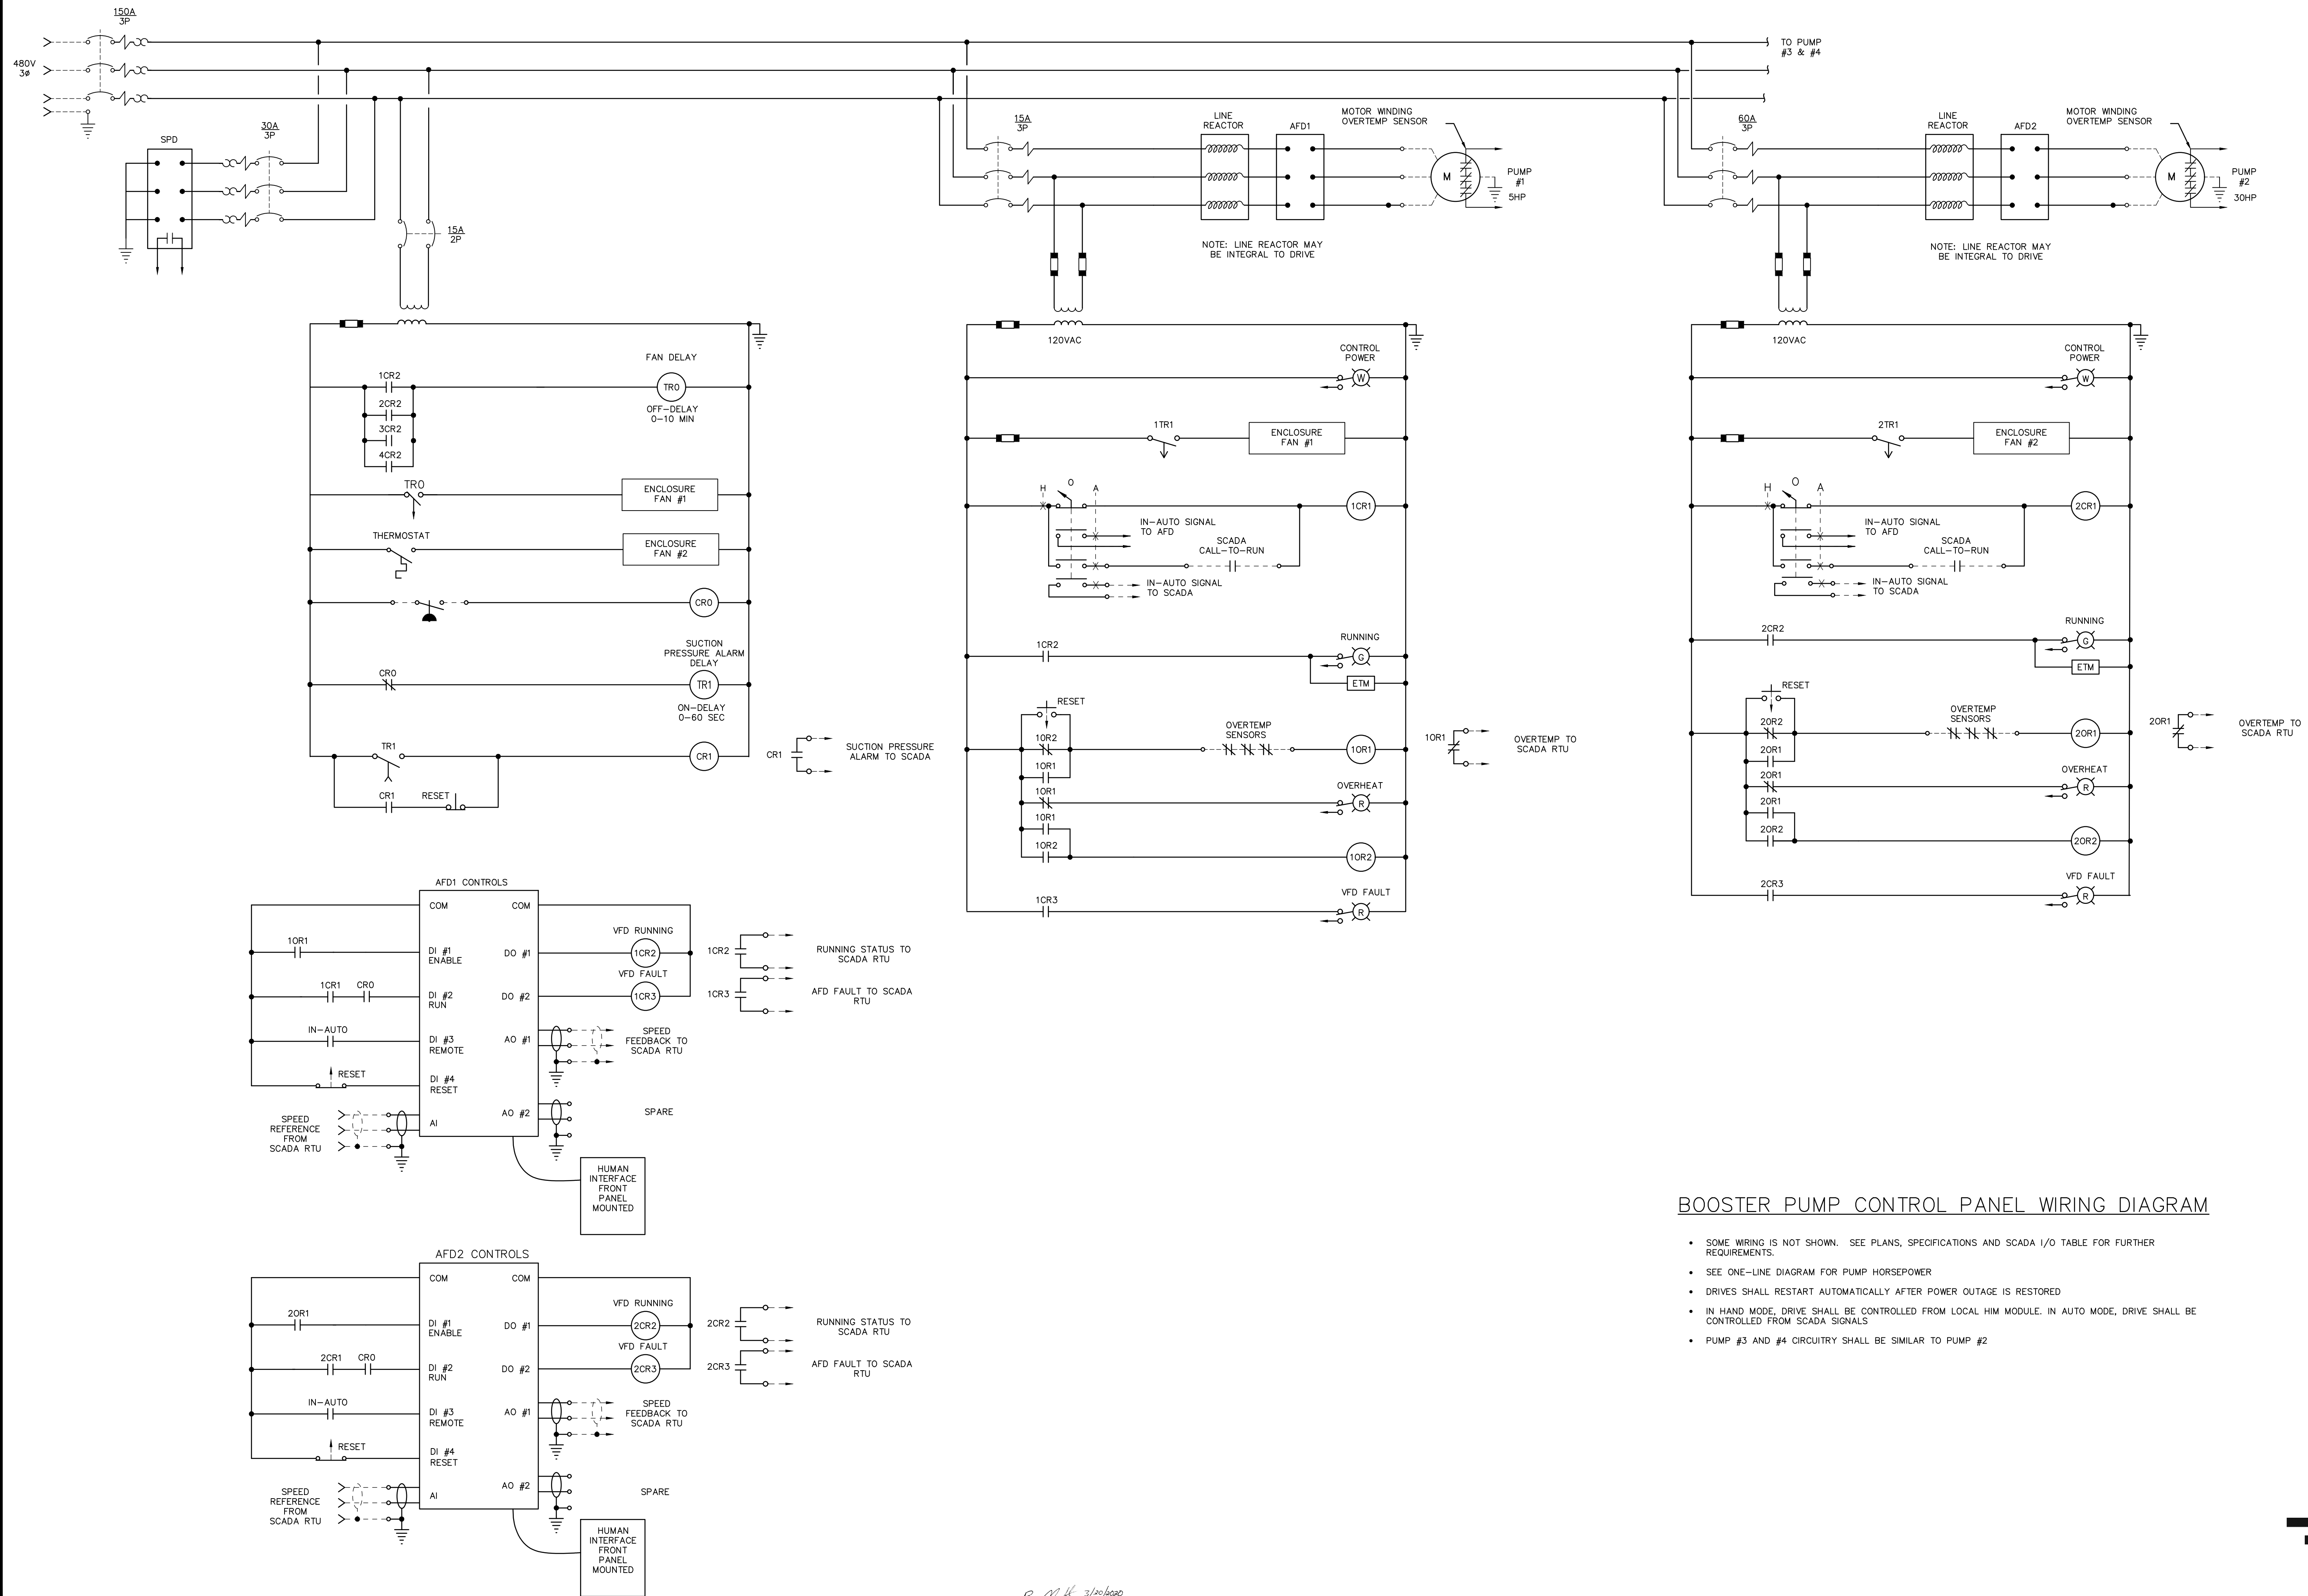 150A
3P
480V
3ø
TO PUMP
#3 & #4
SPD
30A
3P
15A
2P
15A
3P
LINE
REACTOR
AFD1
MOTOR WINDING
OVERTEMP SENSOR
M
PUMP
#1
5HP
NOTE: LINE REACTOR MAY
BE INTEGRAL TO DRIVE
60A
3P
LINE
REACTOR
AFD2
MOTOR WINDING
OVERTEMP SENSOR
M
PUMP
#2
30HP
NOTE: LINE REACTOR MAY
BE INTEGRAL TO DRIVE
FAN DELAY
1CR2
TR0
2CR2
OFF-DELAY
0-10 MIN
3CR2
4CR2
TR0
ENCLOSURE
FAN #1
THERMOSTAT
ENCLOSURE
FAN #2
CR0
SUCTION
PRESSURE ALARM
DELAY
CR0
TR1
ON-DELAY
0-60 SEC
TR1
CR1
CR1
RESET
CR1
SUCTION PRESSURE
ALARM TO SCADA
120VAC
CONTROL
POWER
W
1TR1
ENCLOSURE
FAN #1
H
O
A
1CR1
IN-AUTO SIGNAL
TO AFD
SCADA
CALL-TO-RUN
IN-AUTO SIGNAL
TO SCADA
1CR2
RUNNING
G
ETM
RESET
1OR2
OVERTEMP
SENSORS
1OR1
1OR1
1OR1
OVERHEAT
R
1OR1
1OR2
1OR2
1CR3
VFD FAULT
R
1OR1
OVERTEMP TO
SCADA RTU
120VAC
CONTROL
POWER
W
2TR1
ENCLOSURE
FAN #2
H
O
A
2CR1
IN-AUTO SIGNAL
TO AFD
SCADA
CALL-TO-RUN
IN-AUTO SIGNAL
TO SCADA
2CR2
RUNNING
G
ETM
RESET
2OR2
OVERTEMP
SENSORS
2OR1
2OR1
2OR1
OVERHEAT
R
2OR1
2OR2
2OR2
2CR3
VFD FAULT
R
2OR1
OVERTEMP TO
SCADA RTU
AFD1 CONTROLS
COM
COM
1OR1
DI #1
ENABLE
DO #1
VFD RUNNING
1CR2
1CR1
CR0
DI #2
RUN
DO #2
VFD FAULT
1CR3
IN-AUTO
DI #3
REMOTE
AO #1
SPEED
FEEDBACK TO
SCADA RTU
RESET
DI #4
RESET
SPEED
REFERENCE
FROM
SCADA RTU
AI
AO #2
SPARE
HUMAN
INTERFACE
FRONT
PANEL
MOUNTED
1CR2
RUNNING STATUS TO
SCADA RTU
1CR3
AFD FAULT TO SCADA
RTU
AFD2 CONTROLS
COM
COM
2OR1
DI #1
ENABLE
DO #1
VFD RUNNING
2CR2
2CR1
CR0
DI #2
RUN
DO #2
VFD FAULT
2CR3
IN-AUTO
DI #3
REMOTE
AO #1
SPEED
FEEDBACK TO
SCADA RTU
RESET
DI #4
RESET
SPEED
REFERENCE
FROM
SCADA RTU
AI
AO #2
SPARE
HUMAN
INTERFACE
FRONT
PANEL
MOUNTED
2CR2
RUNNING STATUS TO
SCADA RTU
2CR3
AFD FAULT TO SCADA
RTU
BOOSTER PUMP CONTROL PANEL WIRING DIAGRAM
• SOME WIRING IS NOT SHOWN. SEE PLANS, SPECIFICATIONS AND SCADA I/O TABLE FOR FURTHER
REQUIREMENTS.
• SEE ONE-LINE DIAGRAM FOR PUMP HORSEPOWER
• DRIVES SHALL RESTART AUTOMATICALLY AFTER POWER OUTAGE IS RESTORED
• IN HAND MODE, DRIVE SHALL BE CONTROLLED FROM LOCAL HIM MODULE. IN AUTO MODE, DRIVE SHALL BE
CONTROLLED FROM SCADA SIGNALS
• PUMP #3 AND #4 CIRCUITRY SHALL BE SIMILAR TO PUMP #2
3/20/2020